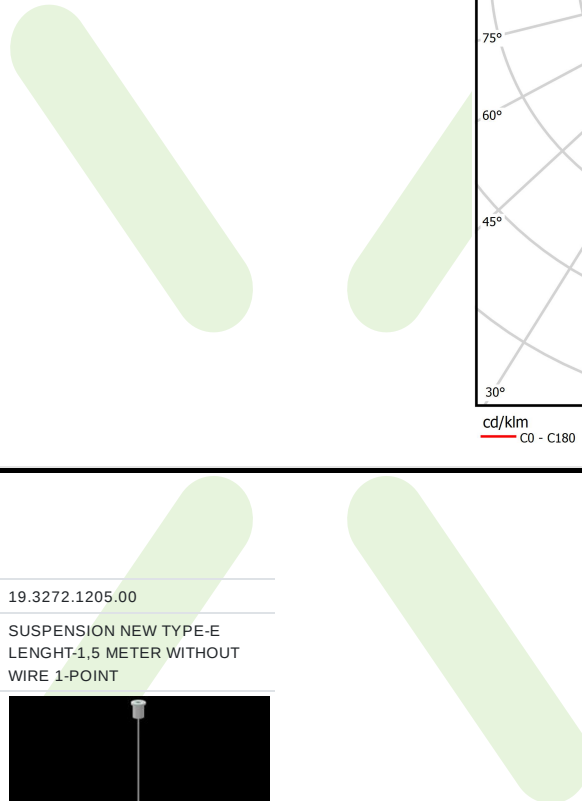 75°
60°
45°
30°
cd/klm
C0 - C180
19.3272.1205.00
SUSPENSION NEW TYPE-E
LENGHT-1,5 METER WITHOUT
WIRE 1-POINT